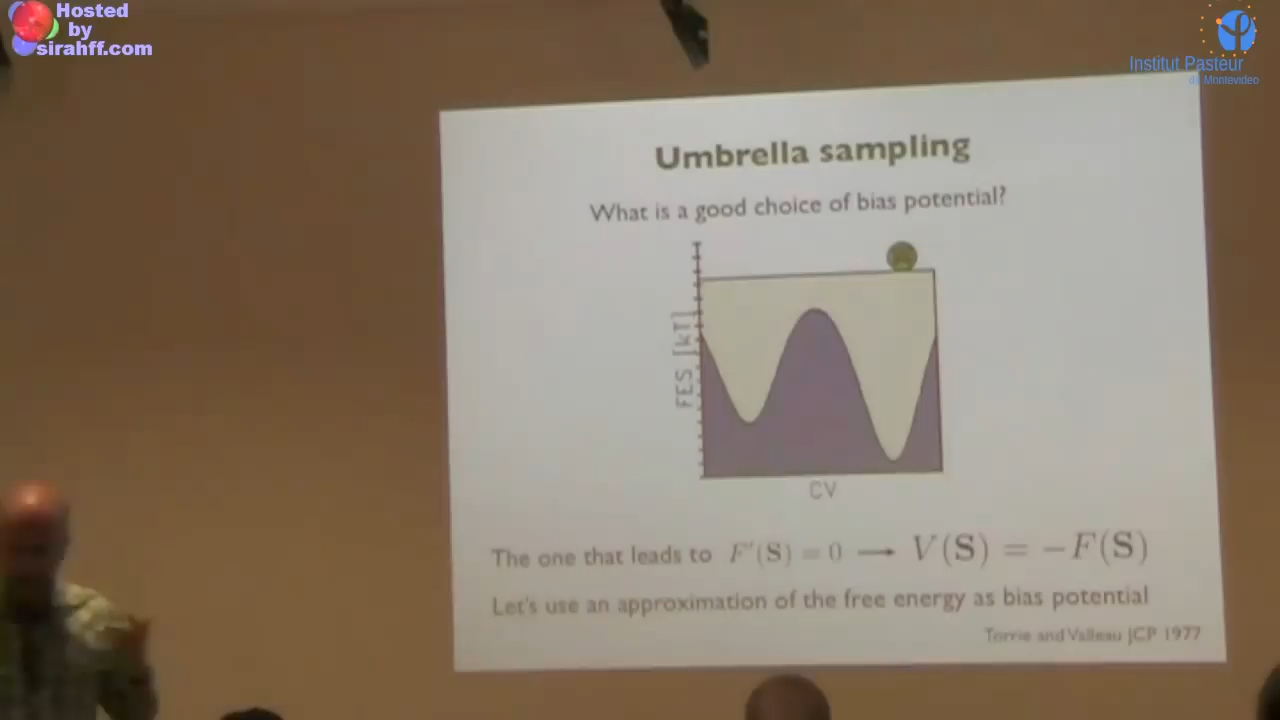 Hosted
by
sirahff.com
Institut Pasteur
de Montevideo
Umbrella sampling
What is a good choice of bias potential?
FES [kT]
CV
The one that leads to F'(S) = 0 → V(S) = −F(S)
Let's use an approximation of the free energy as bias potential
Torrie and Valleau JCP 1977